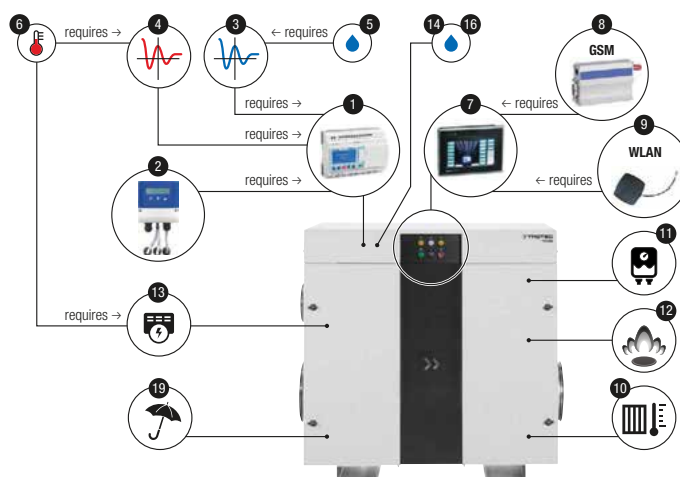 6
requires →
4
3
← requires
5
14
16
8
GSM
requires →
1
7
← requires
requires →
9
WLAN
2
requires →
← requires
TROTEC
11
13
requires →
12
19
10